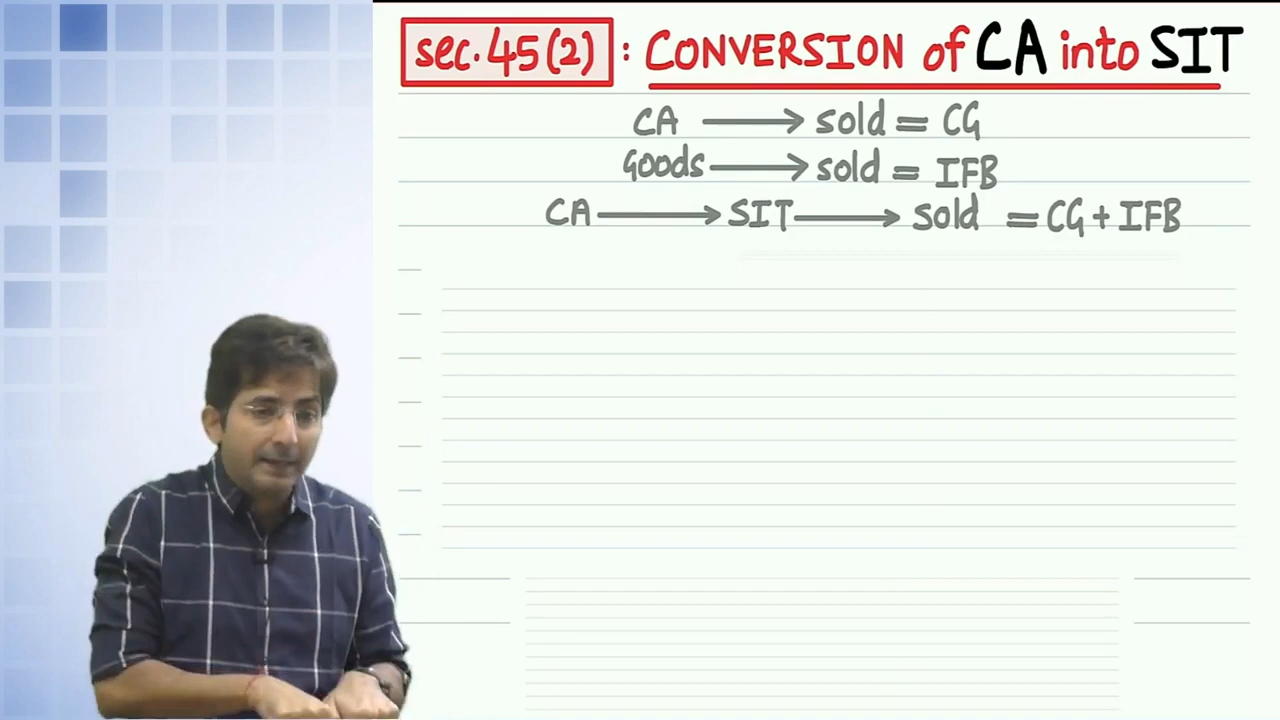 sec. 45(2) : CONVERSION of CA into SIT
CA → sold = CG
Goods → sold = IFB
CA → SIT → sold = CG + IFB